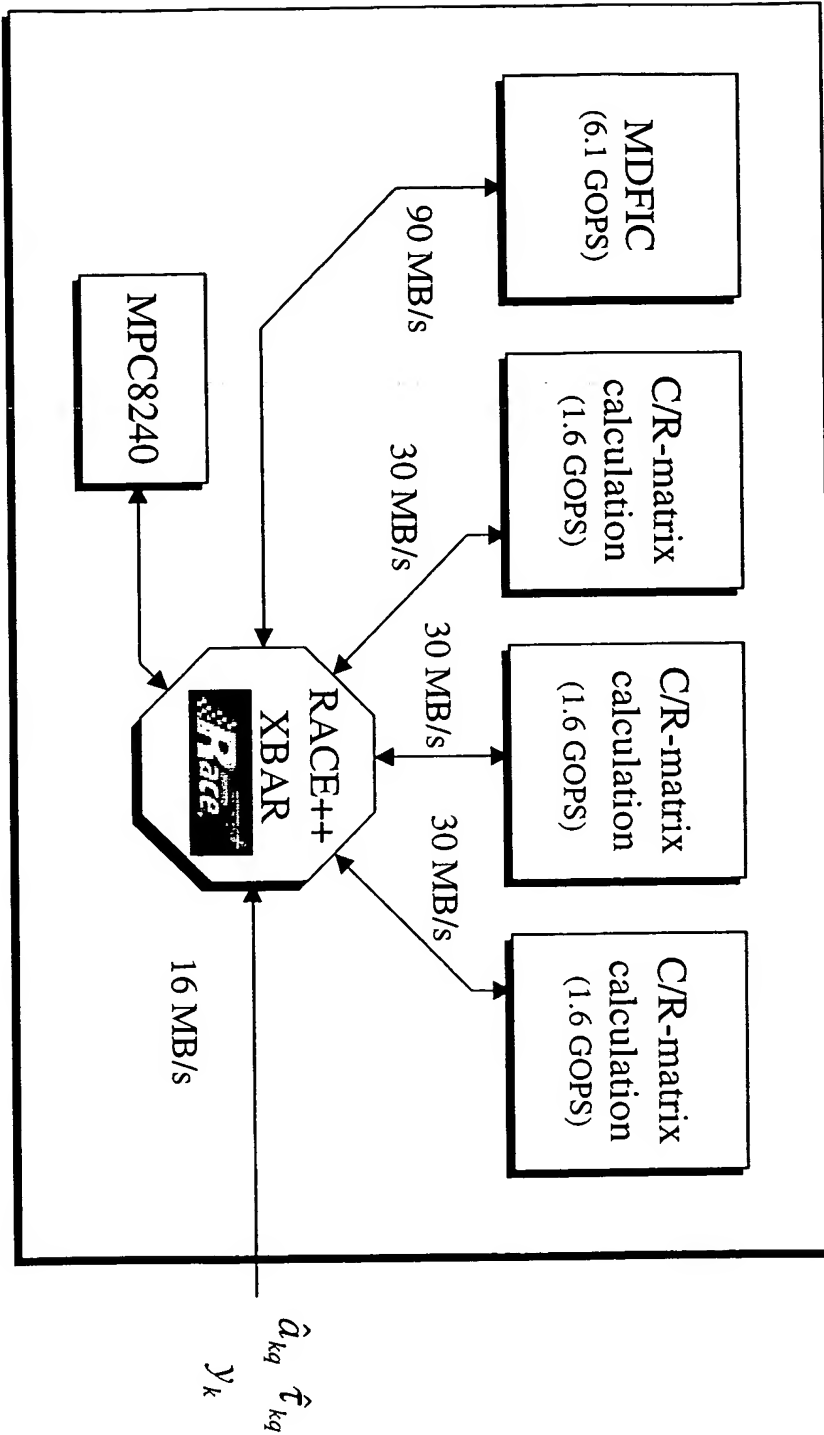 MDFIC
(6.1 GOPS)
C/R-matrix
calculation
(1.6 GOPS)
C/R-matrix
calculation
(1.6 GOPS)
C/R-matrix
calculation
(1.6 GOPS)
90 MB/s
30 MB/s
30 MB/s
30 MB/s
MPC8240
RACE++
XBAR
Race
16 MB/s
â_kq τ̂_kq
y_k